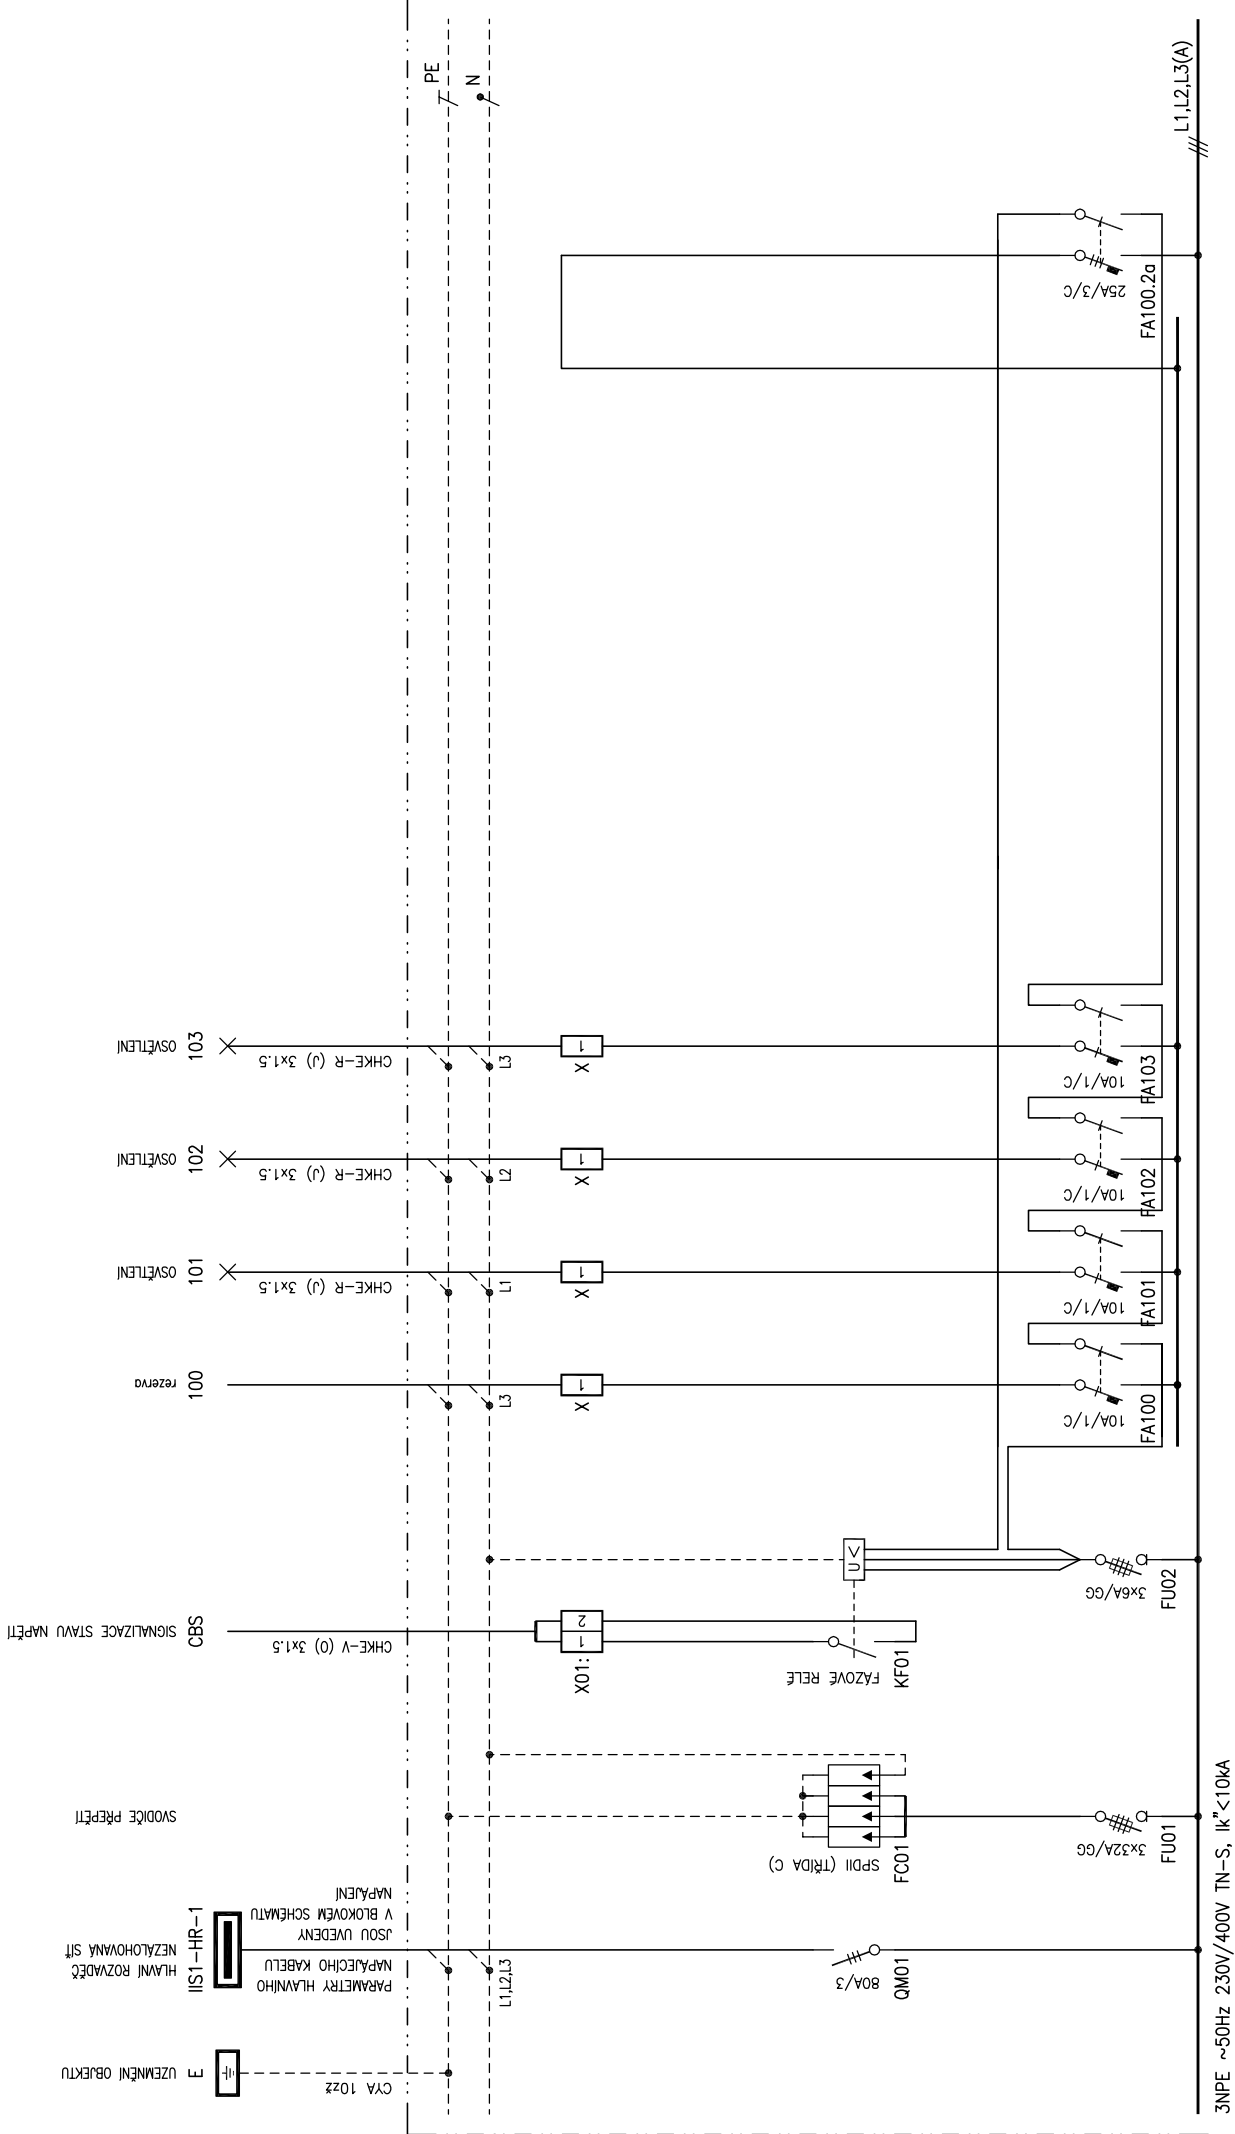 UZEMNĚNÍ OBJEKTU
E
CYA 10zž
HLAVNÍ ROZVADĚČ
NEZÁLOHOVANÁ SÍŤ
IIS1-HR-1
PARAMETRY HLAVNÍHO
NAPÁJECÍHO KABELU
JSOU UVEDENY
V BLOKOVÉM SCHÉMATU
NAPÁJENÍ
L1,L2,L3
80A/3
QM01
SVODIČE PŘEPĚTÍ
SPDII (TŘÍDA C)
FC01
3x32A/GG
FU01
SIGNALIZACE STAVU NAPĚTÍ
CBS
CHKE-V (O) 3x1.5
X01:
1
2
FÁZOVÉ RELÉ
KF01
U
3x6A/GG
FU02
rezerva
100
L3
X
1
10A/1/C
FA100
OSVĚTLENÍ
101
CHKE-R (J) 3x1.5
L1
X
1
10A/1/C
FA101
OSVĚTLENÍ
102
CHKE-R (J) 3x1.5
L2
X
1
10A/1/C
FA102
OSVĚTLENÍ
103
CHKE-R (J) 3x1.5
L3
X
1
10A/1/C
FA103
25A/3/C
FA100.2a
PE
N
L1,L2,L3(A)
3NPE ~50Hz 230V/400V TN-S, Ik"<10kA